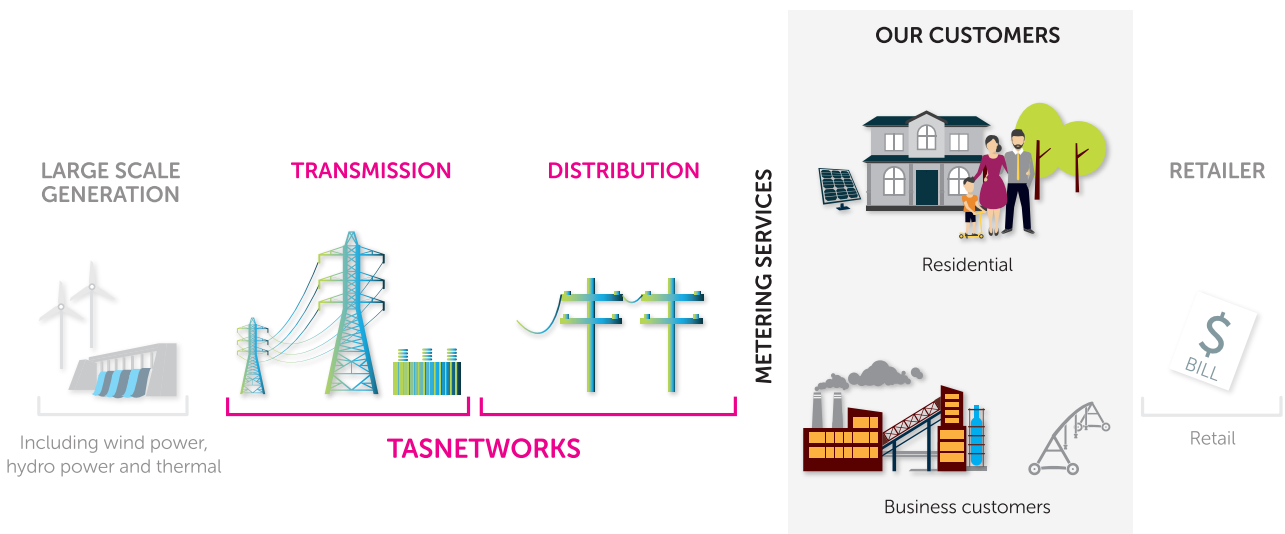 LARGE SCALE
GENERATION
Including wind power,
hydro power and thermal
TRANSMISSION
DISTRIBUTION
TASNETWORKS
METERING SERVICES
OUR CUSTOMERS
Residential
Business customers
RETAILER
$
BILL
Retail